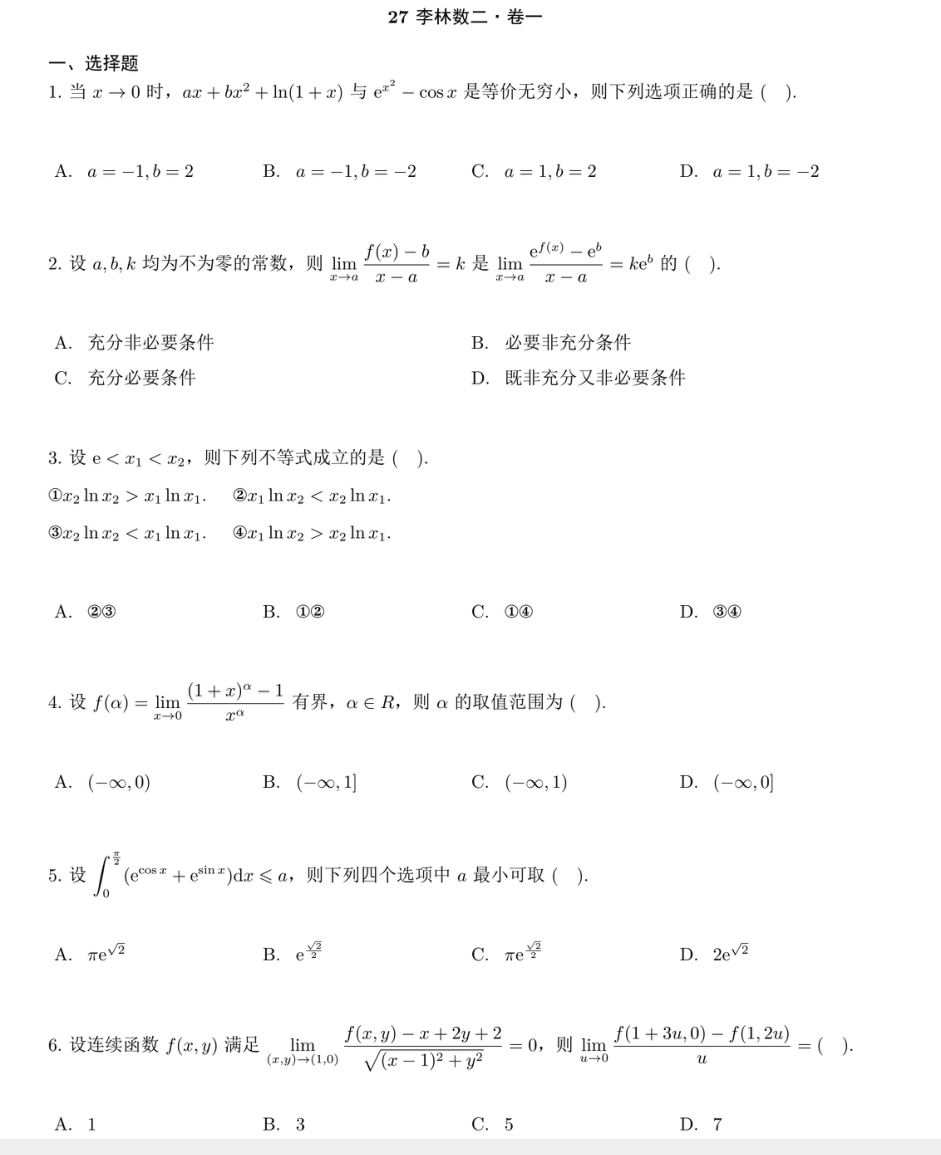 27 李林数二·卷一
一、选择题
1. 当 x → 0 时，ax + bx² + ln(1 + x) 与 e^{x²} − cos x 是等价无穷小，则下列选项正确的是 (    ).
A. a = −1, b = 2    B. a = −1, b = −2    C. a = 1, b = 2    D. a = 1, b = −2
2. 设 a, b, k 均为不为零的常数，则 lim_{x→a} \frac{f(x) − b}{x − a} = k 是 lim_{x→a} \frac{e^{f(x)} − e^b}{x − a} = ke^b 的 (    ).
A. 充分非必要条件    B. 必要非充分条件
C. 充分必要条件    D. 既非充分又非必要条件
3. 设 e < x₁ < x₂，则下列不等式成立的是 (    ).
①x₂ ln x₂ > x₁ ln x₁.    ②x₁ ln x₂ < x₂ ln x₁.
③x₂ ln x₂ < x₁ ln x₁.    ④x₁ ln x₂ > x₂ ln x₁.
A. ②③    B. ①②    C. ①④    D. ③④
4. 设 f(α) = lim_{x→0} \frac{(1 + x)^α − 1}{x^α} 有界，α ∈ R，则 α 的取值范围为 (    ).
A. (−∞, 0)    B. (−∞, 1]    C. (−∞, 1)    D. (−∞, 0]
5. 设 ∫_0^{\frac{π}{2}} (e^{cos x} + e^{sin x})dx ⩽ a，则下列四个选项中 a 最小可取 (    ).
A. πe^{√2}    B. e^{\frac{√2}{2}}    C. πe^{\frac{√2}{2}}    D. 2e^{√2}
6. 设连续函数 f(x, y) 满足 lim_{(x,y)→(1,0)} \frac{f(x, y) − x + 2y + 2}{\sqrt{(x − 1)² + y²}} = 0，则 lim_{u→0} \frac{f(1 + 3u, 0) − f(1, 2u)}{u} = (    ).
A. 1    B. 3    C. 5    D. 7